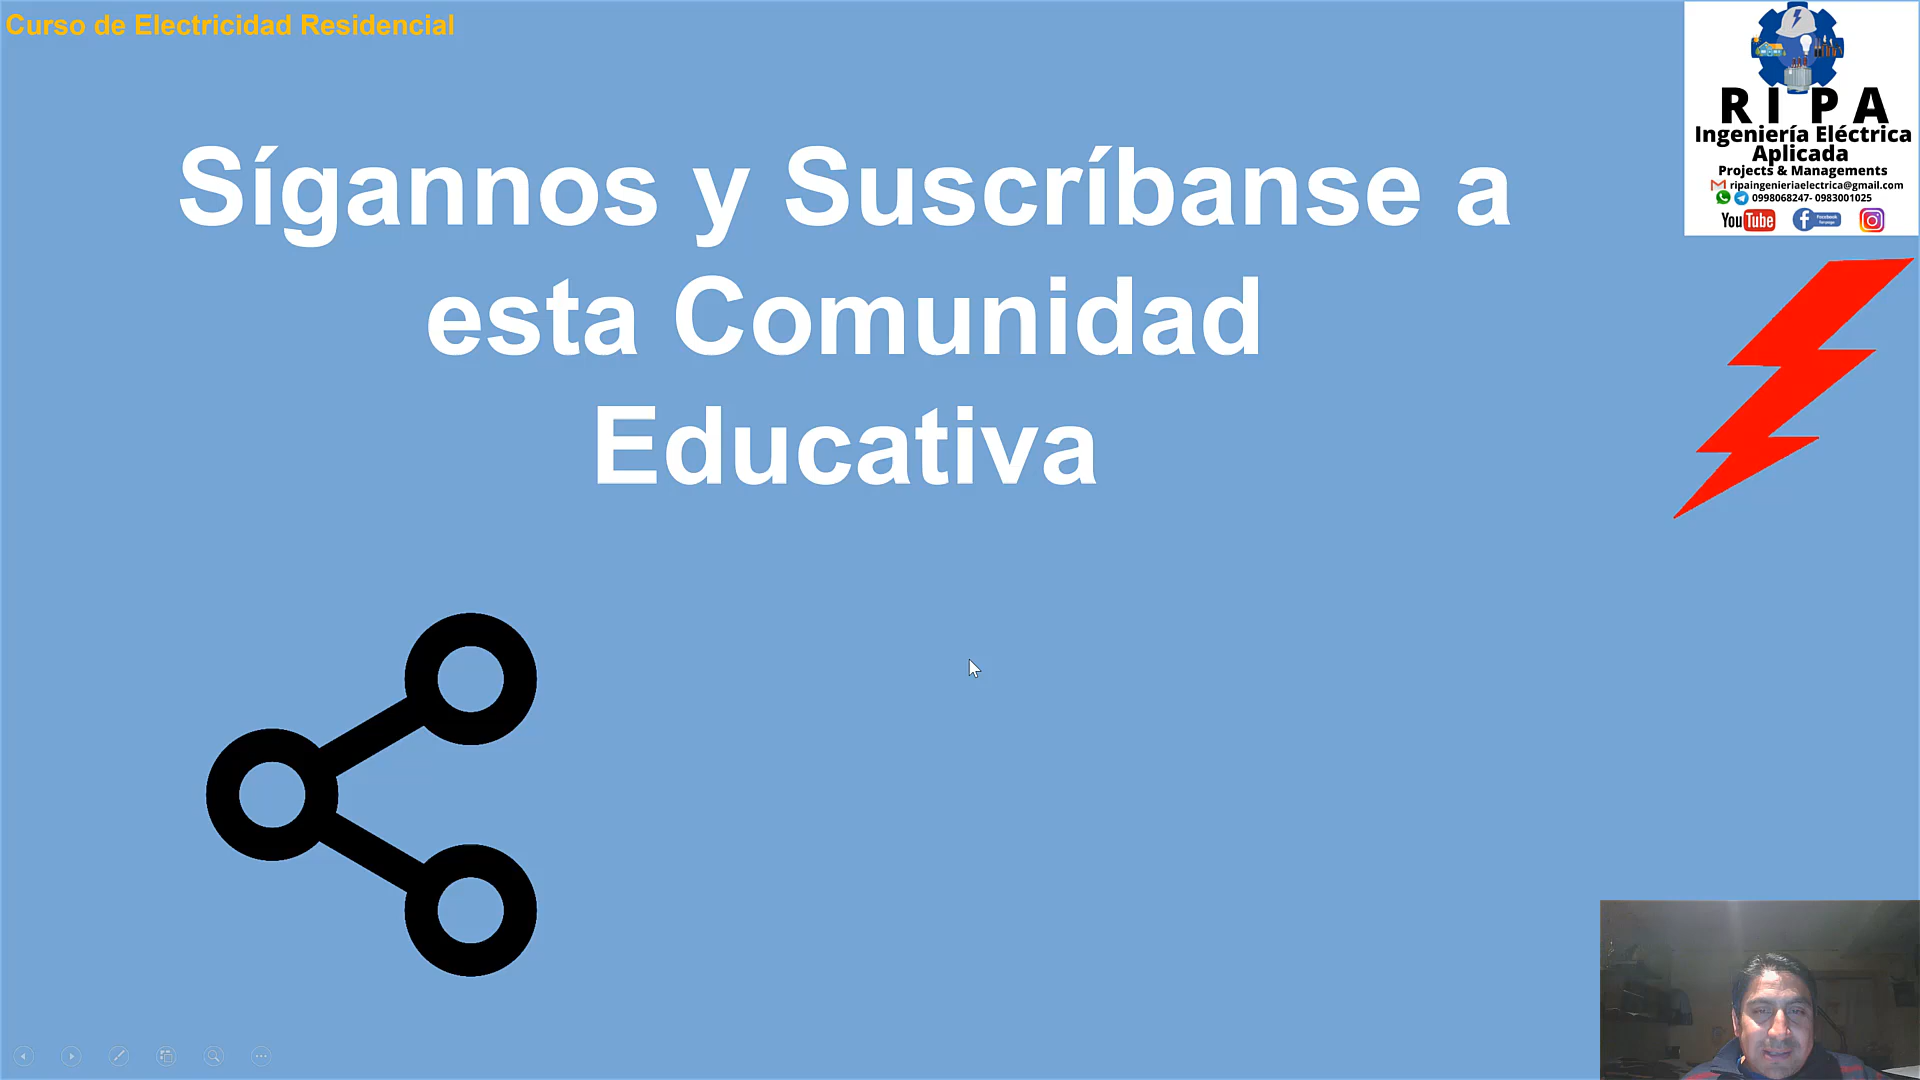 Curso de Electricidad Residencial
Sígannos y Suscríbanse a
esta Comunidad
Educativa
R I P A
Ingeniería Eléctrica
Aplicada
Projects & Managements
ripaingenieriaelectrica@gmail.com
0998068247- 0983001025
YouTube